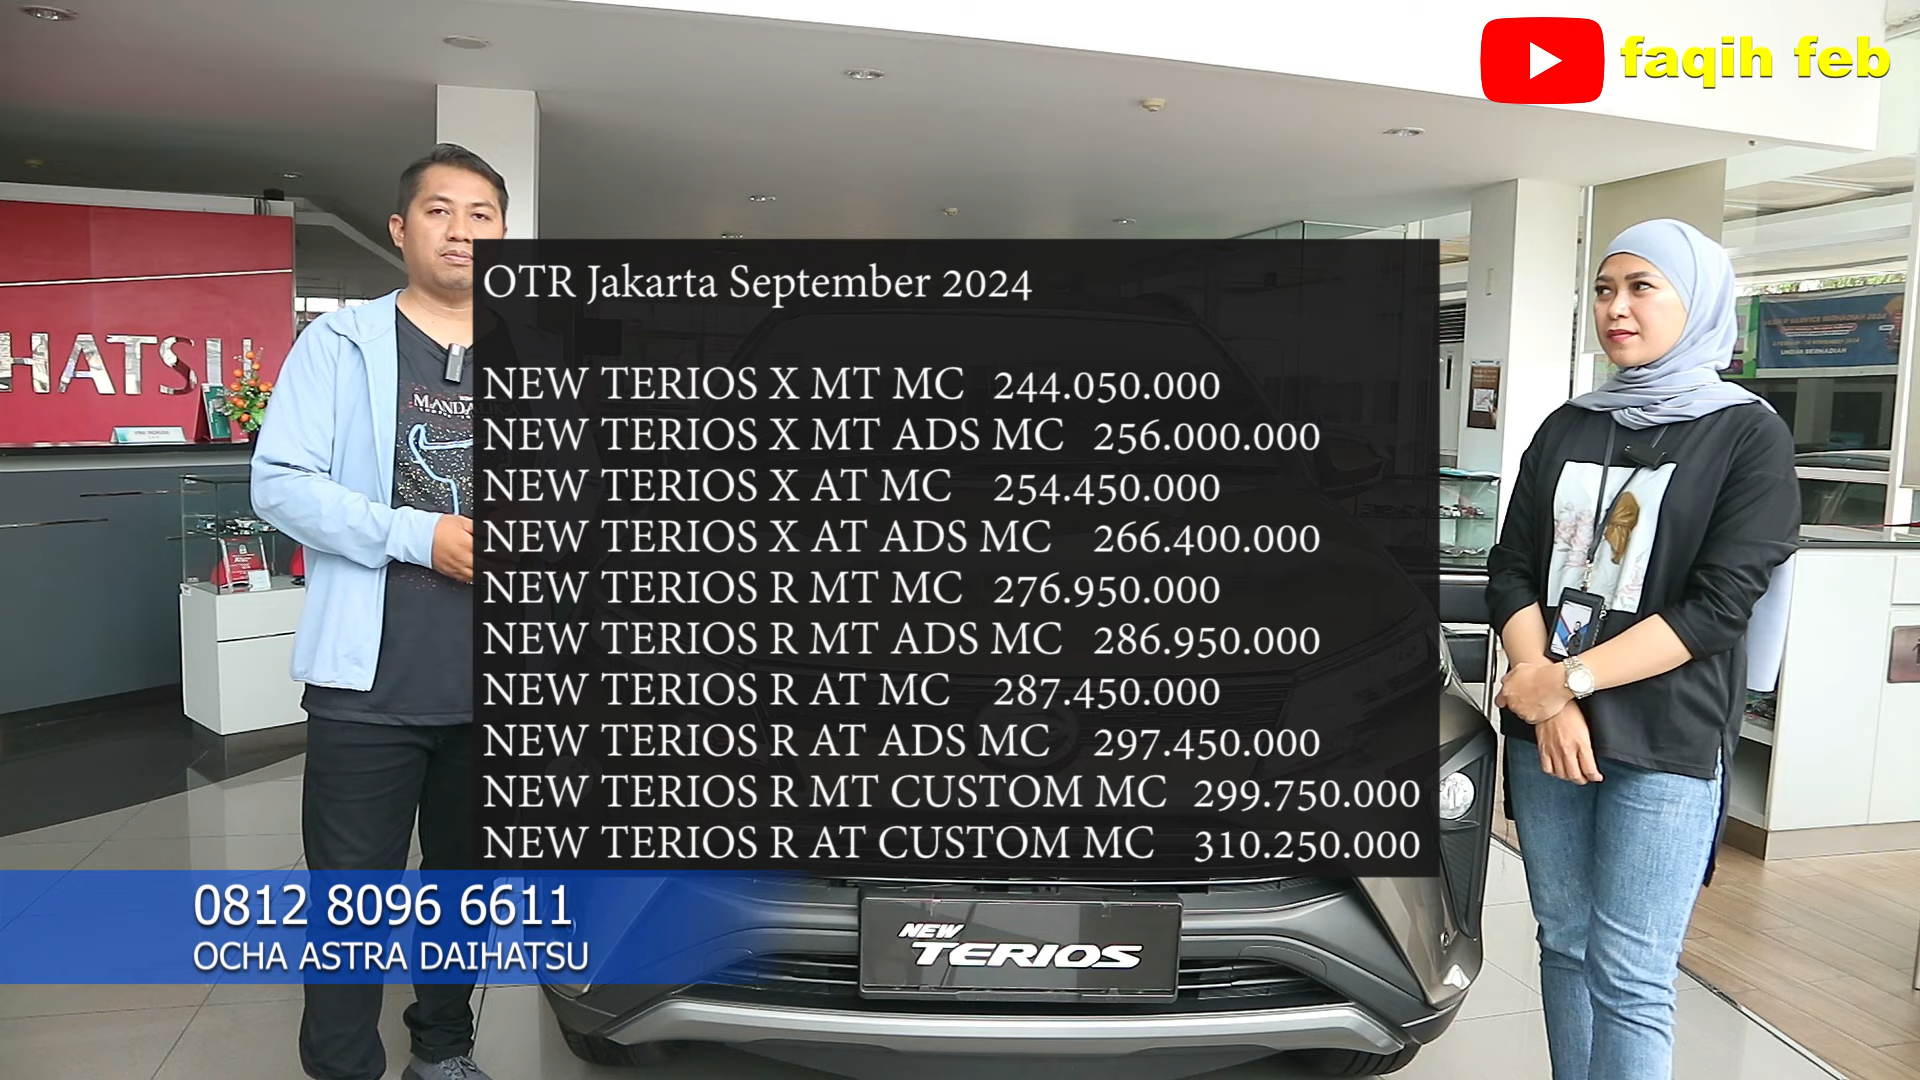 faqih feb
HATSU
MANDALIKA
OTR Jakarta September 2024
NEW TERIOS X MT MC 244.050.000
NEW TERIOS X MT ADS MC 256.000.000
NEW TERIOS X AT MC 254.450.000
NEW TERIOS X AT ADS MC 266.400.000
NEW TERIOS R MT MC 276.950.000
NEW TERIOS R MT ADS MC 286.950.000
NEW TERIOS R AT MC 287.450.000
NEW TERIOS R AT ADS MC 297.450.000
NEW TERIOS R MT CUSTOM MC 299.750.000
NEW TERIOS R AT CUSTOM MC 310.250.000
0812 8096 6611
OCHA ASTRA DAIHATSU
NEW
TERIOS